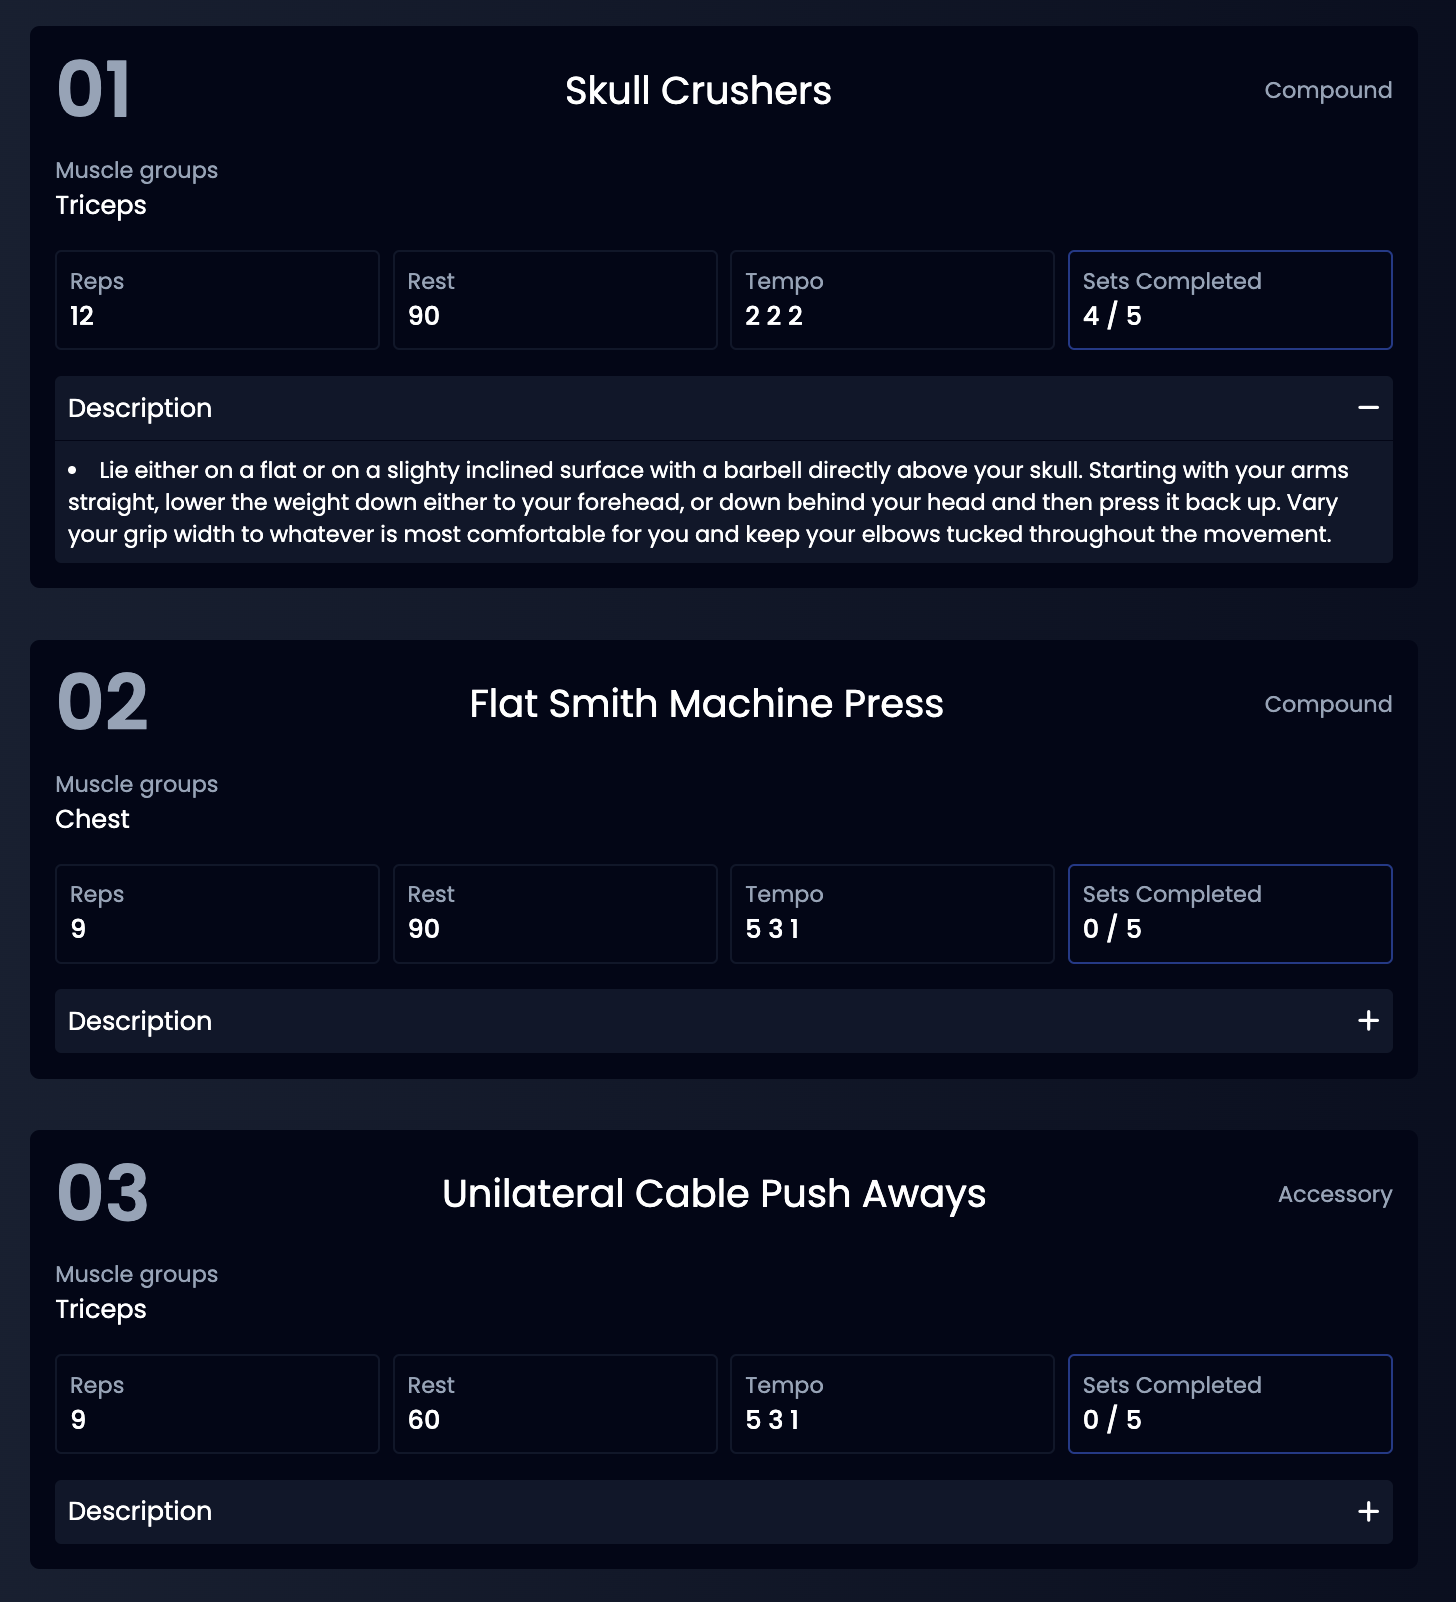 01
Skull Crushers
Compound
Muscle groups
Triceps
Reps
12
Rest
90
Tempo
2 2 2
Sets Completed
4 / 5
Description
• Lie either on a flat or on a slighty inclined surface with a barbell directly above your skull. Starting with your arms
straight, lower the weight down either to your forehead, or down behind your head and then press it back up. Vary
your grip width to whatever is most comfortable for you and keep your elbows tucked throughout the movement.
02
Flat Smith Machine Press
Compound
Muscle groups
Chest
Reps
9
Rest
90
Tempo
5 3 1
Sets Completed
0 / 5
Description
03
Unilateral Cable Push Aways
Accessory
Muscle groups
Triceps
Reps
9
Rest
60
Tempo
5 3 1
Sets Completed
0 / 5
Description